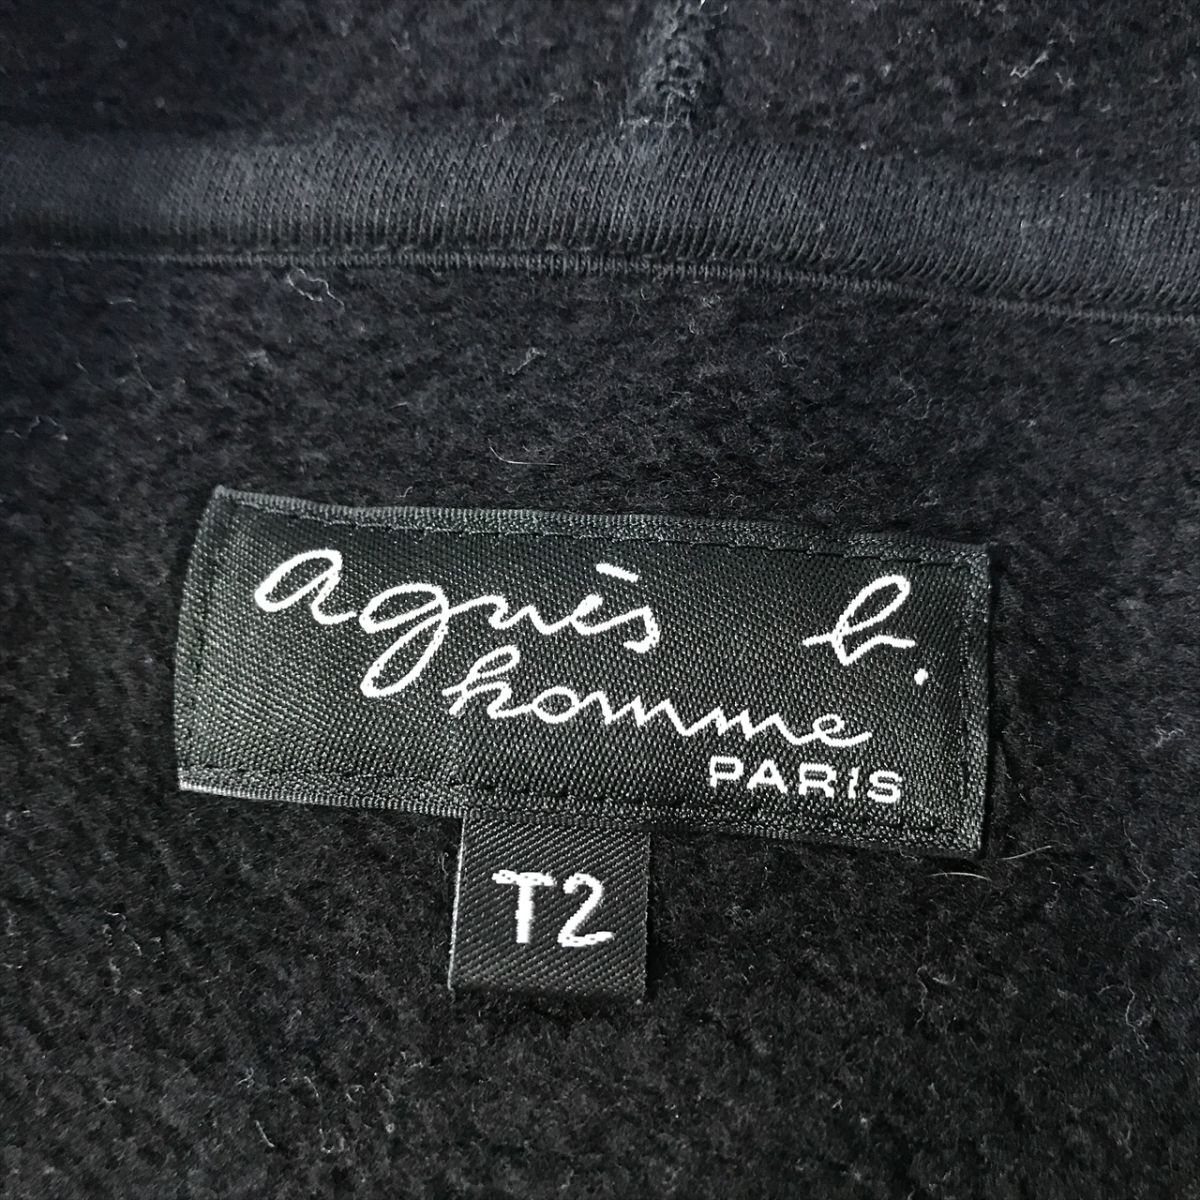 agnès b.
homme
PARIS
T2